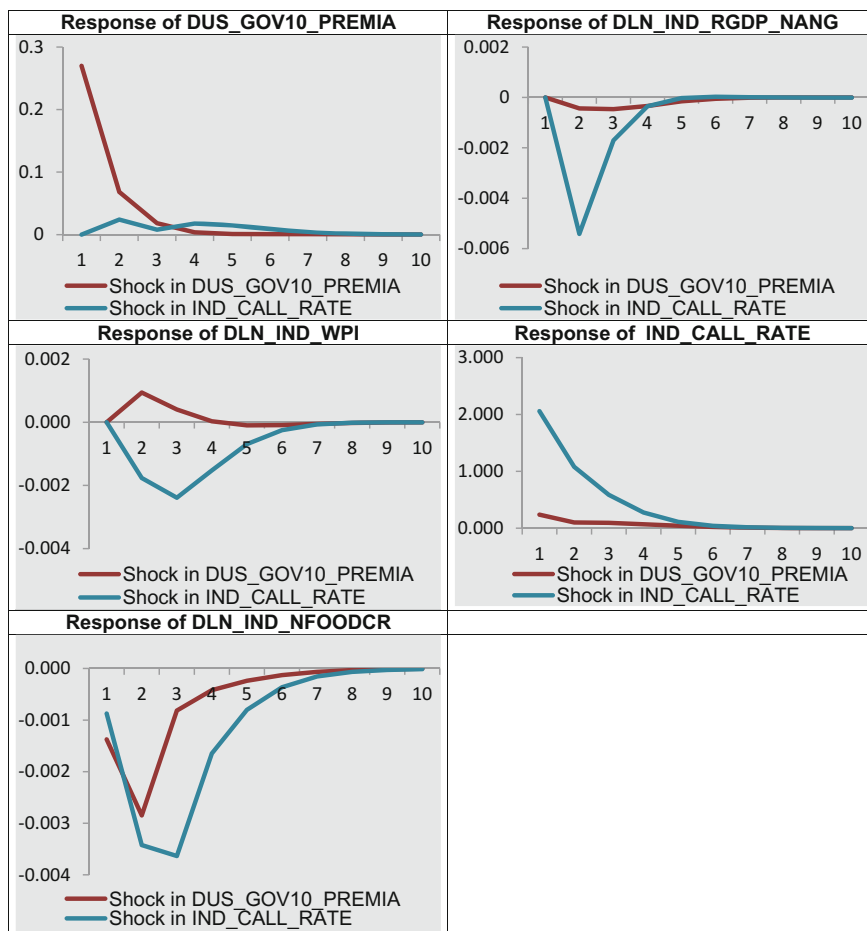 Response of DUS_GOV10_PREMIA
0.3
0.2
0.1
0
1 2 3 4 5 6 7 8 9 10
Shock in DUS_GOV10_PREMIA
Shock in IND_CALL_RATE
Response of DLN_IND_RGDP_NANG
0.002
0
-0.002
-0.004
-0.006
1 2 3 4 5 6 7 8 9 10
Shock in DUS_GOV10_PREMIA
Shock in IND_CALL_RATE
Response of DLN_IND_WPI
0.002
0.000
-0.002
-0.004
1 2 3 4 5 6 7 8 9 10
Shock in DUS_GOV10_PREMIA
Shock in IND_CALL_RATE
Response of IND_CALL_RATE
3.000
2.000
1.000
0.000
1 2 3 4 5 6 7 8 9 10
Shock in DUS_GOV10_PREMIA
Shock in IND_CALL_RATE
Response of DLN_IND_NFOODCR
0.000
-0.001
-0.002
-0.003
-0.004
1 2 3 4 5 6 7 8 9 10
Shock in DUS_GOV10_PREMIA
Shock in IND_CALL_RATE